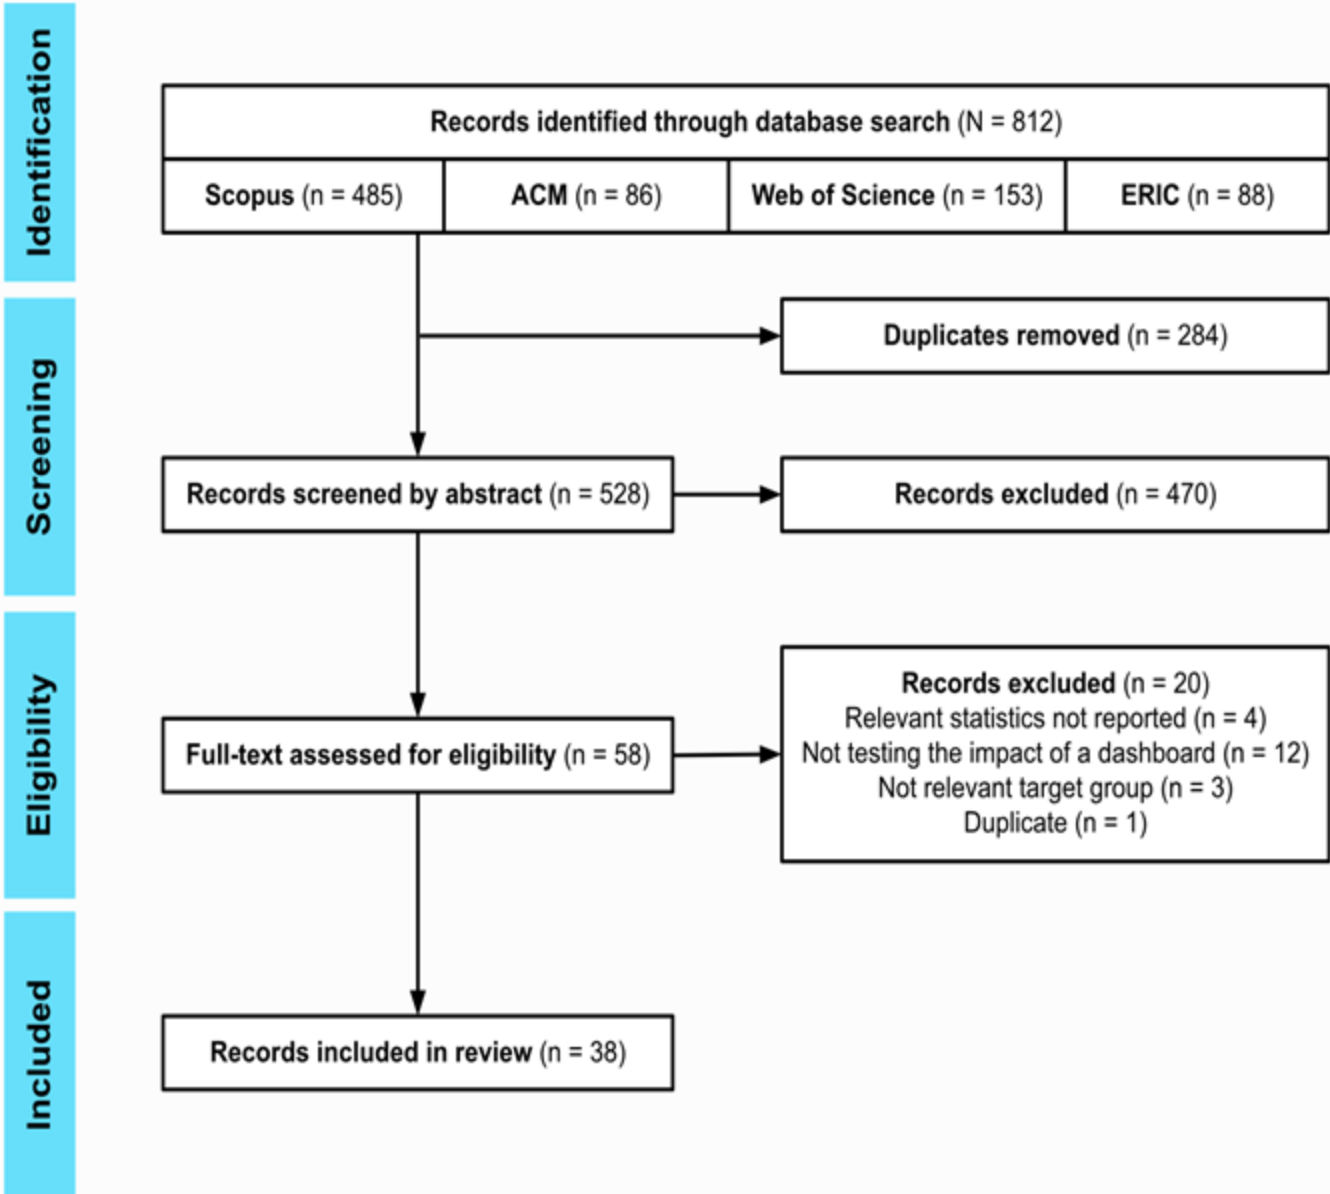 Identification
Records identified through database search (N = 812)
Scopus (n = 485)
ACM (n = 86)
Web of Science (n = 153)
ERIC (n = 88)
Screening
Duplicates removed (n = 284)
Records screened by abstract (n = 528)
Records excluded (n = 470)
Eligibility
Full-text assessed for eligibility (n = 58)
Records excluded (n = 20)
Relevant statistics not reported (n = 4)
Not testing the impact of a dashboard (n = 12)
Not relevant target group (n = 3)
Duplicate (n = 1)
Included
Records included in review (n = 38)